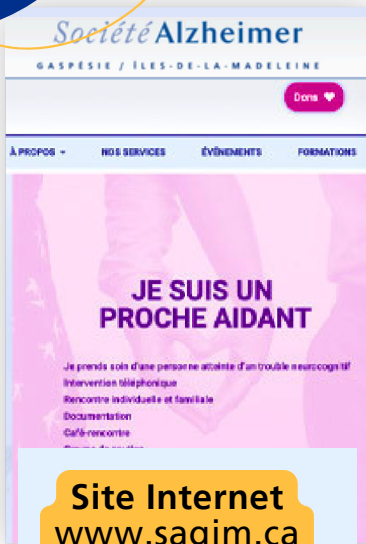 Société Alzheimer
GASPÉSIE / ÎLES-DE-LA-MADELEINE
Dons
À PROPOS
NOS SERVICES
ÉVÉNEMENTS
FORMATIONS
JE SUIS UN
PROCHE AIDANT
Je prends soin d'une personne atteinte d'un trouble neurocognitif
Intervention téléphonique
Rencontre individuelle et familiale
Documentation
Café-rencontre
Site Internet
www.sagim.ca